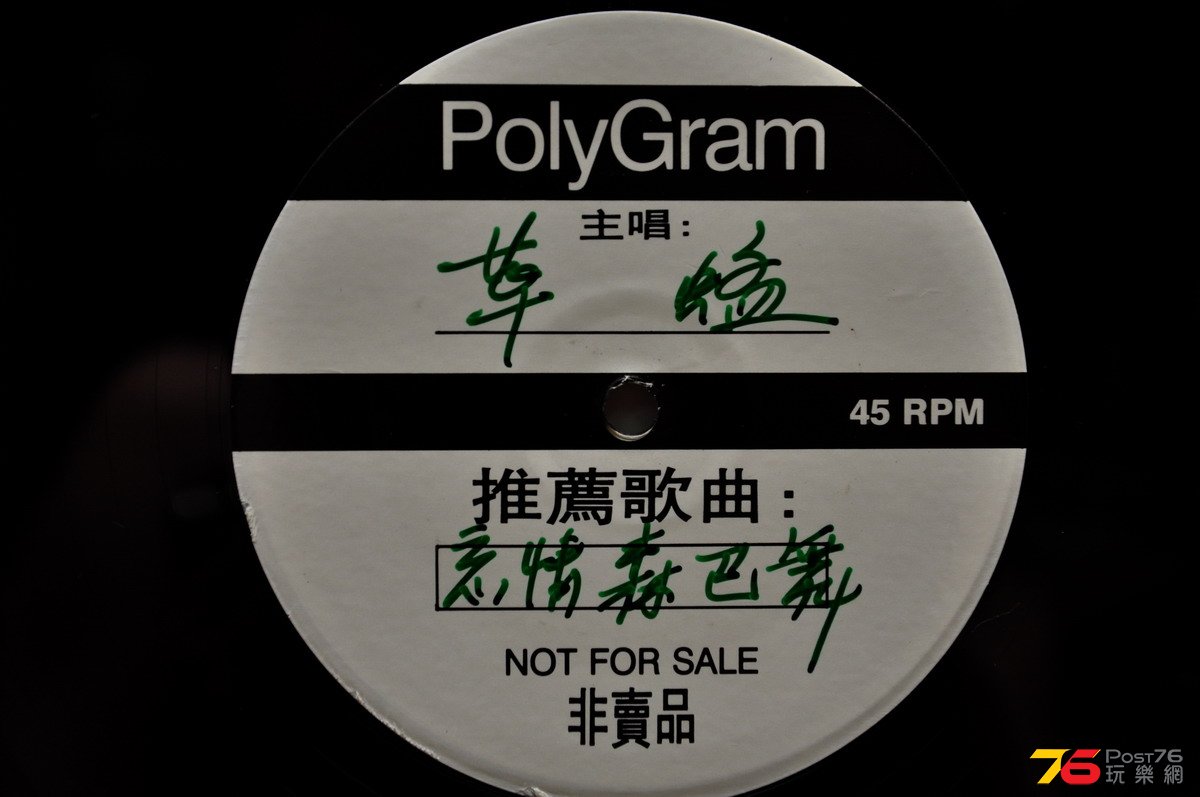 PolyGram
主唱：
草 蜢
45 RPM
推薦歌曲：
忘情森巴舞
NOT FOR SALE
非賣品
76 POST76
玩樂網